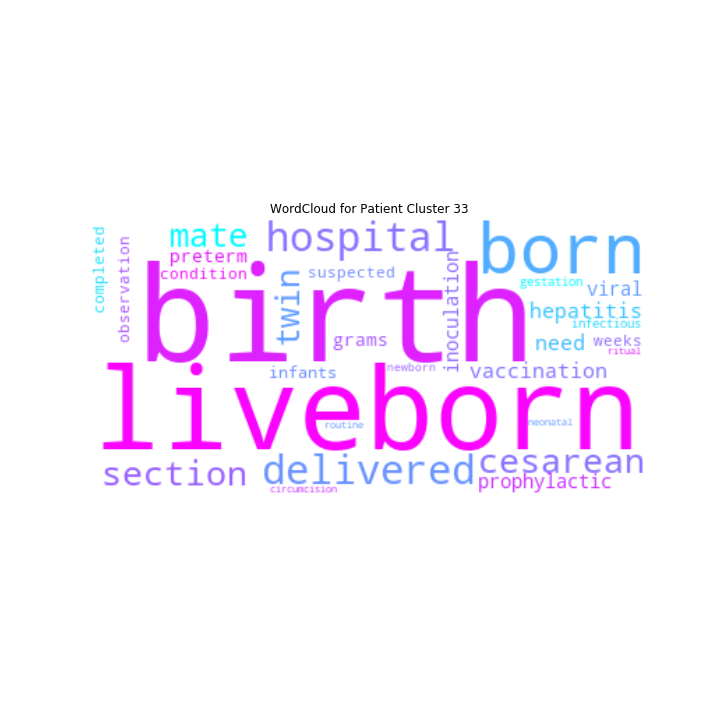 WordCloud for Patient Cluster 33
completed
observation
mate
preterm
condition
hospital
born
twin
suspected
inoculation
gestation
viral
hepatitis
infectious
birth
grams
need
weeks
ritual
infants
newborn
vaccination
liveborn
routine
neonatal
section
delivered
cesarean
circumcision
prophylactic